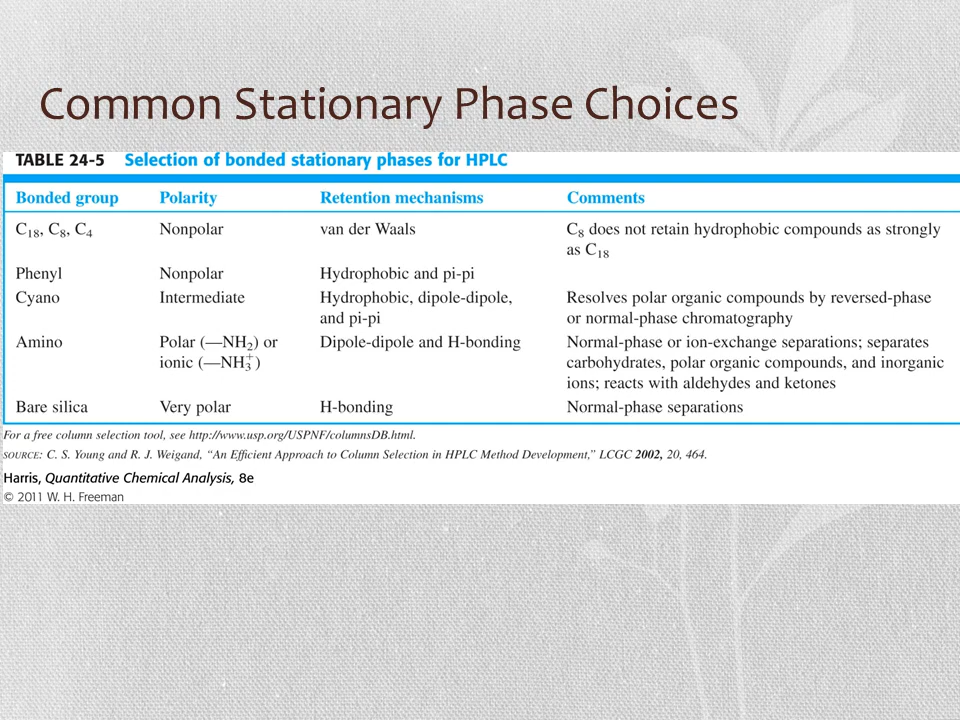 Common Stationary Phase Choices
TABLE 24-5 Selection of bonded stationary phases for HPLC
Bonded group Polarity Retention mechanisms Comments
C₁₈, C₈, C₄ Nonpolar van der Waals C₈ does not retain hydrophobic compounds as strongly
as C₁₈
Phenyl Nonpolar Hydrophobic and pi-pi
Cyano Intermediate Hydrophobic, dipole-dipole, Resolves polar organic compounds by reversed-phase
and pi-pi or normal-phase chromatography
Amino Polar (—NH₂) or Dipole-dipole and H-bonding Normal-phase or ion-exchange separations; separates
ionic (—NH₃⁺) carbohydrates, polar organic compounds, and inorganic
ions; reacts with aldehydes and ketones
Bare silica Very polar H-bonding Normal-phase separations
For a free column selection tool, see http://www.usp.org/USPNF/columnsDB.html.
SOURCE: C. S. Young and R. J. Weigand, “An Efficient Approach to Column Selection in HPLC Method Development,” LCGC 2002, 20, 464.
Harris, Quantitative Chemical Analysis, 8e
© 2011 W. H. Freeman